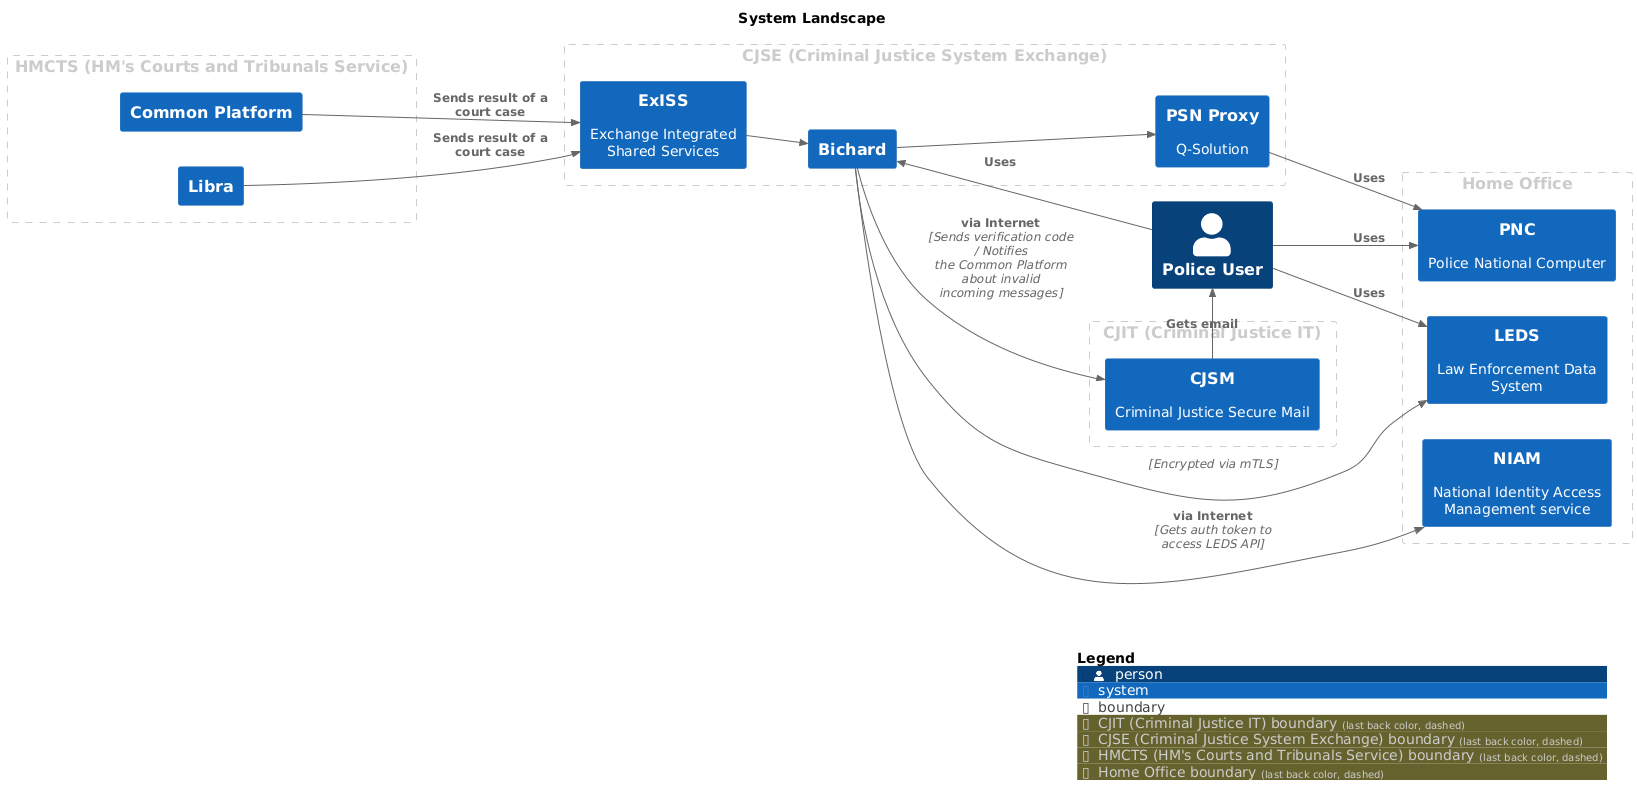 System Landscape
HMCTS (HM's Courts and Tribunals Service)
Common Platform
Libra
Sends result of a
court case
Sends result of a
court case
CJSE (Criminal Justice System Exchange)
ExISS
Exchange Integrated
Shared Services
Bichard
PSN Proxy
Q-Solution
Uses
Uses
Police User
via Internet
[Sends verification code
/ Notifies
the Common Platform
about invalid
incoming messages]
Gets email
CJIT (Criminal Justice IT)
CJSM
Criminal Justice Secure Mail
Home Office
PNC
Police National Computer
Uses
Uses
LEDS
Law Enforcement Data
System
[Encrypted via mTLS]
NIAM
National Identity Access
Management service
via Internet
[Gets auth token to
access LEDS API]
Legend
person
system
boundary
CJIT (Criminal Justice IT) boundary (last back color, dashed)
CJSE (Criminal Justice System Exchange) boundary (last back color, dashed)
HMCTS (HM's Courts and Tribunals Service) boundary (last back color, dashed)
Home Office boundary (last back color, dashed)